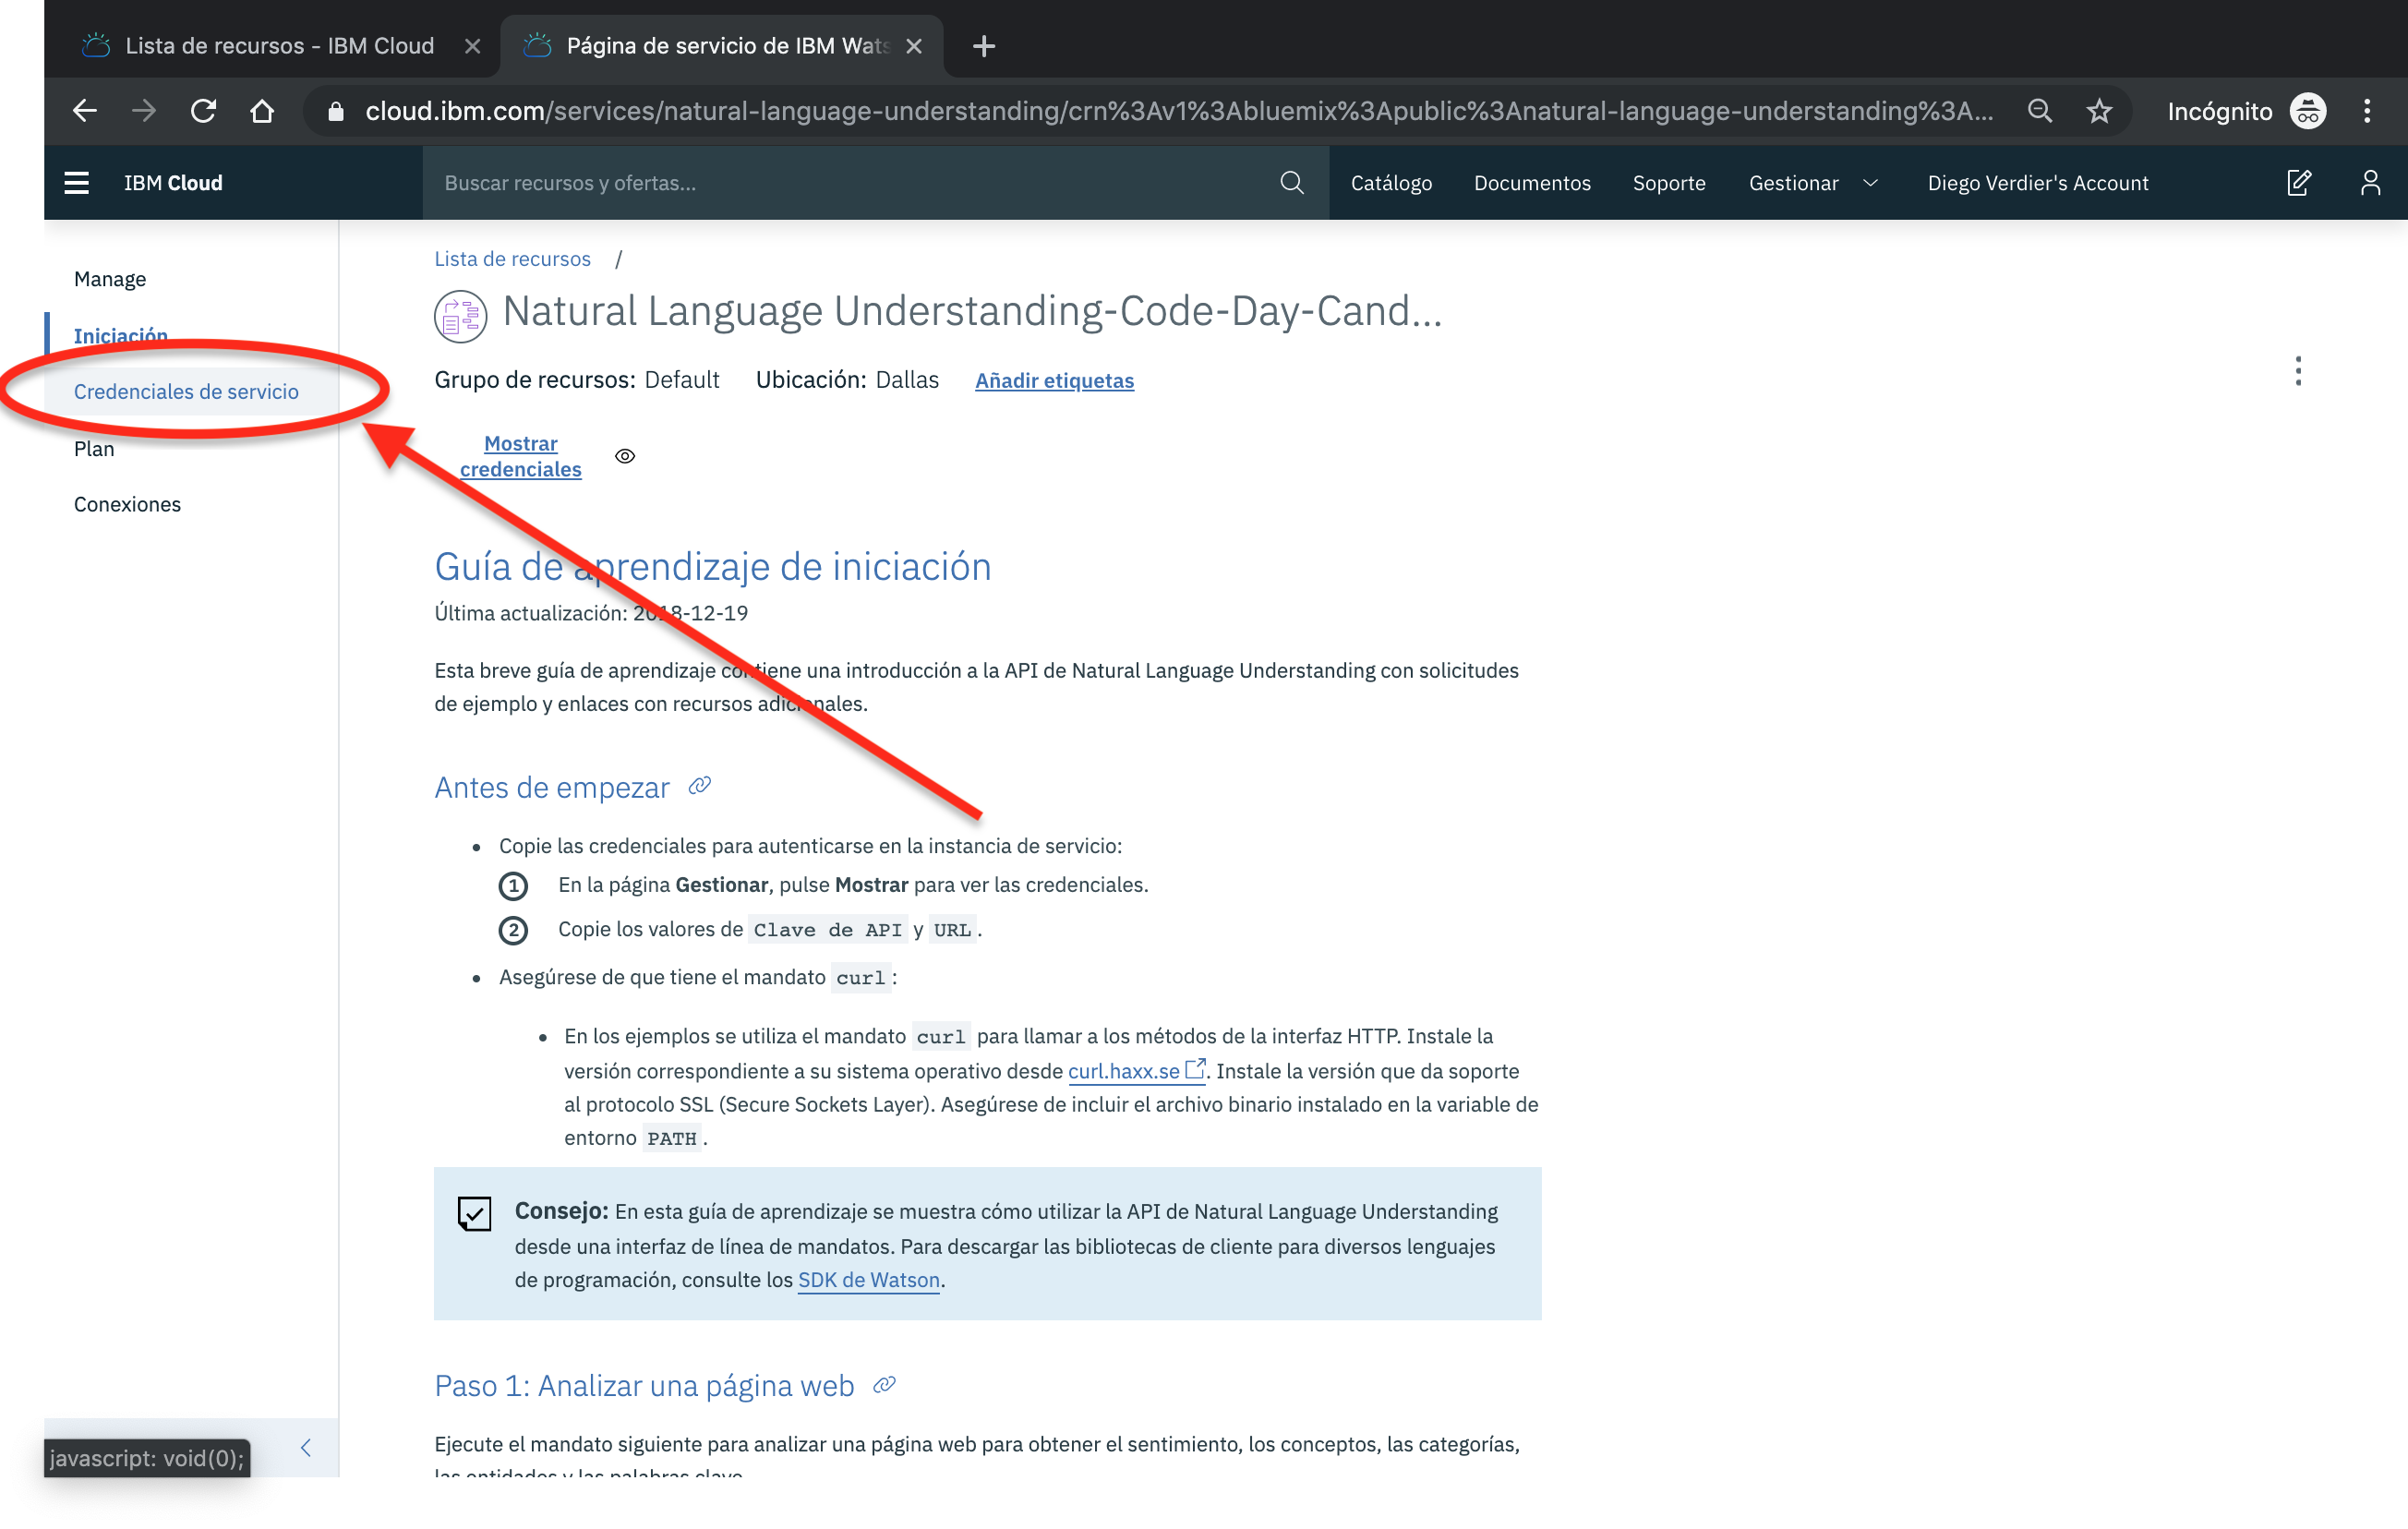 Lista de recursos - IBM Cloud
Página de servicio de IBM Wats
cloud.ibm.com/services/natural-language-understanding/crn%3Av1%3Abluemix%3Apublic%3Anatural-language-understanding%3A...
Incógnito
IBM Cloud
Buscar recursos y ofertas...
Catálogo
Documentos
Soporte
Gestionar
Diego Verdier's Account
Manage
Iniciación
Credenciales de servicio
Plan
Conexiones
Lista de recursos /
Natural Language Understanding-Code-Day-Cand...
Grupo de recursos: Default Ubicación: Dallas Añadir etiquetas
Mostrar
credenciales
Guía de aprendizaje de iniciación
Última actualización: 2018-12-19
Esta breve guía de aprendizaje contiene una introducción a la API de Natural Language Understanding con solicitudes
de ejemplo y enlaces con recursos adicionales.
Antes de empezar
• Copie las credenciales para autenticarse en la instancia de servicio:
1 En la página Gestionar, pulse Mostrar para ver las credenciales.
2 Copie los valores de Clave de API y URL.
• Asegúrese de que tiene el mandato curl:
• En los ejemplos se utiliza el mandato curl para llamar a los métodos de la interfaz HTTP. Instale la
versión correspondiente a su sistema operativo desde curl.haxx.se. Instale la versión que da soporte
al protocolo SSL (Secure Sockets Layer). Asegúrese de incluir el archivo binario instalado en la variable de
entorno PATH.
Consejo: En esta guía de aprendizaje se muestra cómo utilizar la API de Natural Language Understanding
desde una interfaz de línea de mandatos. Para descargar las bibliotecas de cliente para diversos lenguajes
de programación, consulte los SDK de Watson.
Paso 1: Analizar una página web
Ejecute el mandato siguiente para analizar una página web para obtener el sentimiento, los conceptos, las categorías,
las entidades y las palabras clave
javascript: void(0);